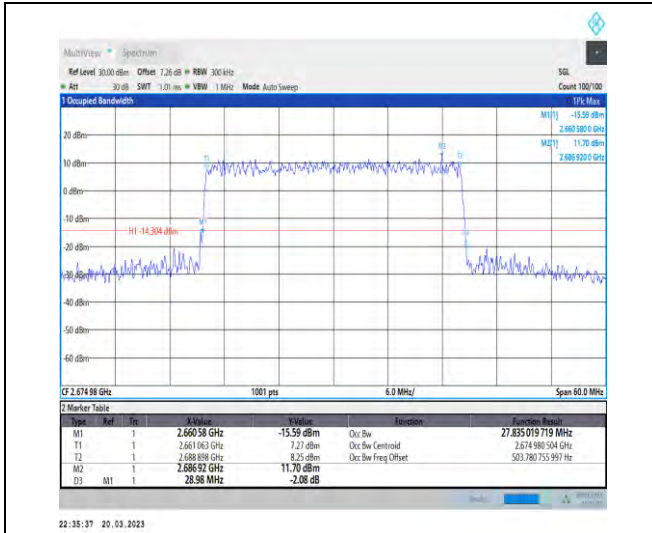 MultiView Spectrum
Ref Level 30.00 dBm Offset 7.26 dB RBW 300 kHz SGL
Att 30 dB SWT 1.01 ms VBW 1 MHz Mode Auto Sweep Count 100/100
1 Occupied Bandwidth 1Pk Max
M1[1] -15.59 dBm
2.660 580 0 GHz
M2[1] 11.70 dBm
2.686 920 0 GHz
20 dBm
10 dBm
0 dBm
-10 dBm
H1 -14.304 dBm
-20 dBm
-30 dBm
-40 dBm
-50 dBm
-60 dBm
M2
T1
T2
M1
CF 2.674 98 GHz 1001 pts 6.0 MHz/ Span 60.0 MHz
2 Marker Table
Type Ref Trc X-Value Y-Value Function Function Result
M1 1 2.660 58 GHz -15.59 dBm Occ Bw 27.835 019 719 MHz
T1 1 2.661 063 GHz 7.27 dBm Occ Bw Centroid 2.674 980 504 GHz
T2 1 2.688 898 GHz 8.25 dBm Occ Bw Freq Offset 503.780 755 997 Hz
M2 1 2.686 92 GHz 11.70 dBm
D3 M1 1 28.98 MHz -2.08 dB
22:35:37 20.03.2023